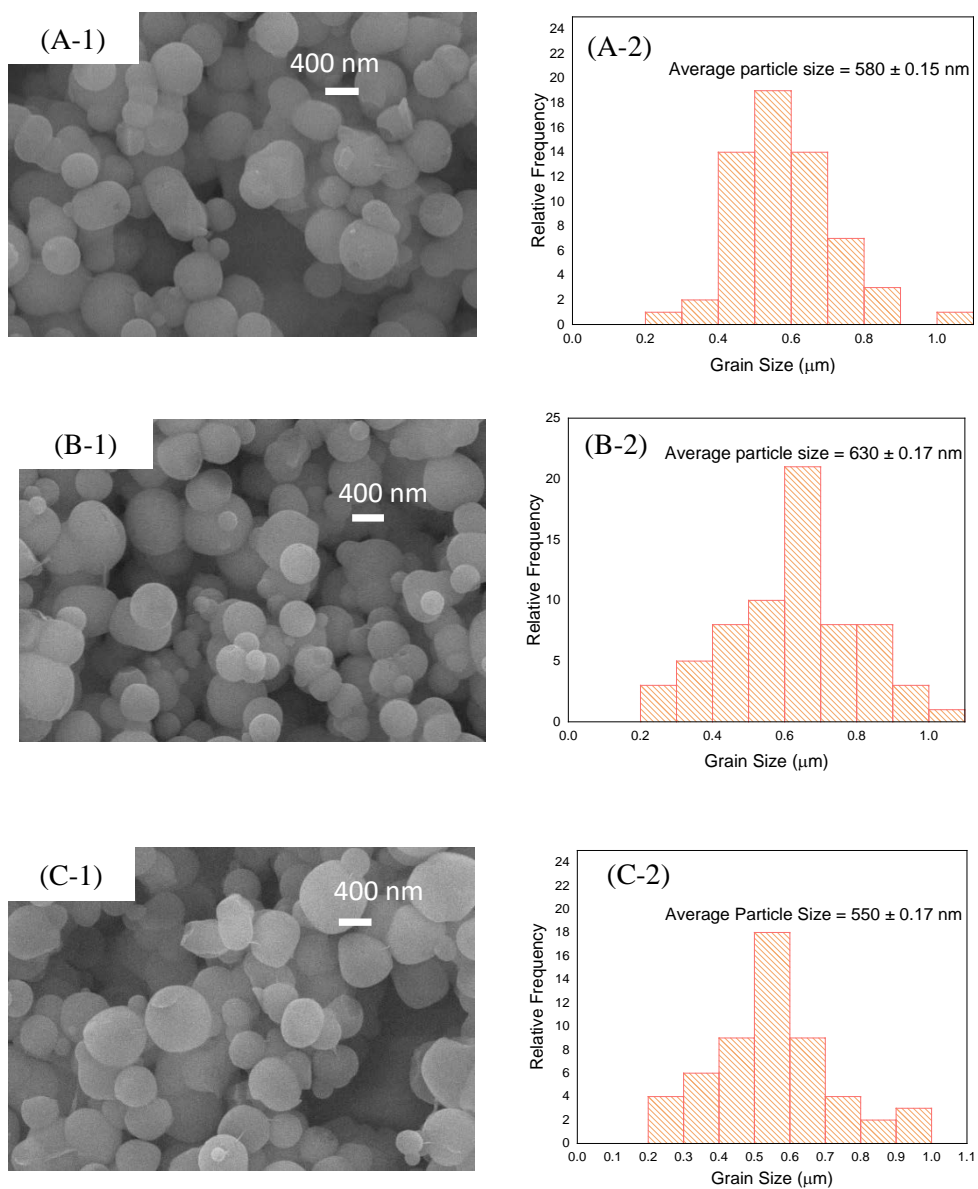 (A-1)
400 nm
(A-2)
Average particle size = 580 ± 0.15 nm
24
22
20
18
16
14
12
10
8
6
4
2
0
Relative Frequency
0.0 0.2 0.4 0.6 0.8 1.0
Grain Size (μm)
(B-1)
400 nm
(B-2)
Average particle size = 630 ± 0.17 nm
25
20
15
10
5
0
Relative Frequency
0.0 0.2 0.4 0.6 0.8 1.0
Grain Size (μm)
(C-1)
400 nm
(C-2)
Average Particle Size = 550 ± 0.17 nm
24
22
20
18
16
14
12
10
8
6
4
2
0
Relative Frequency
0.0 0.1 0.2 0.3 0.4 0.5 0.6 0.7 0.8 0.9 1.0 1.1
Grain Size (μm)